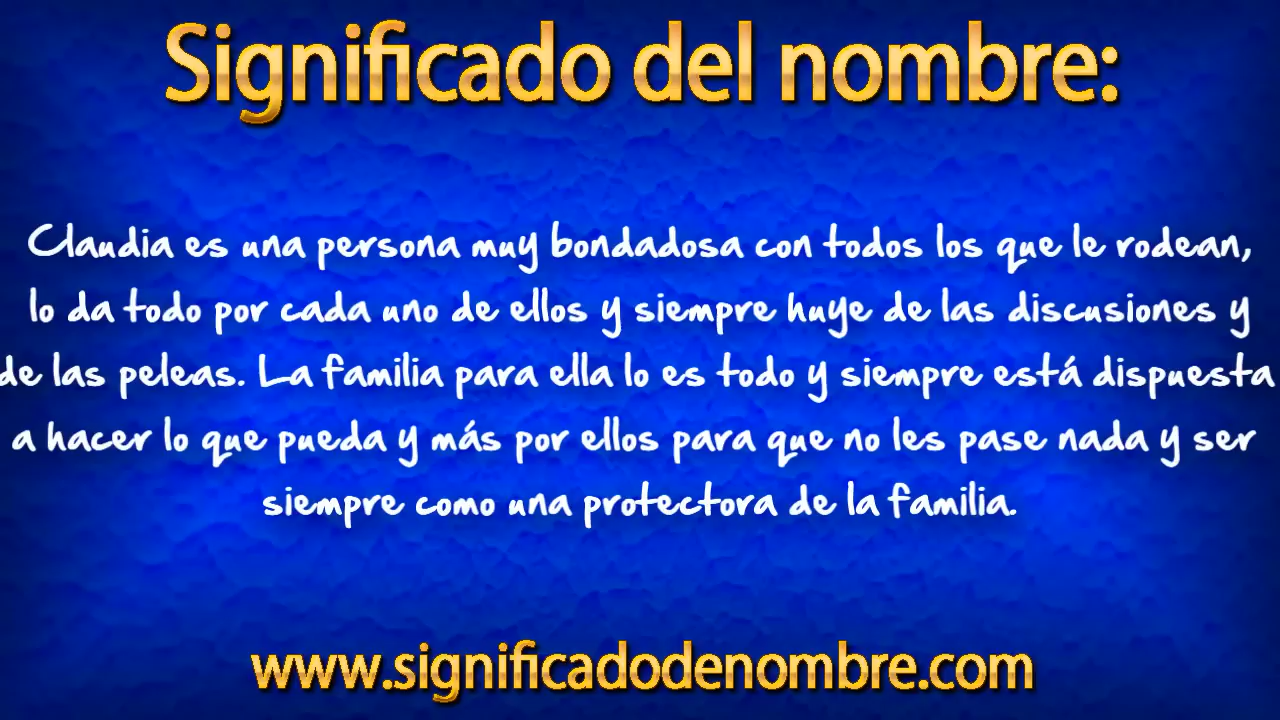 Significado del nombre:
Claudia es una persona muy bondadosa con todos los que le rodean,
lo da todo por cada uno de ellos y siempre huye de las discusiones y
de las peleas. La familia para ella lo es todo y siempre está dispuesta
a hacer lo que pueda y más por ellos para que no les pase nada y ser
siempre como una protectora de la familia.
www.significadodenombre.com